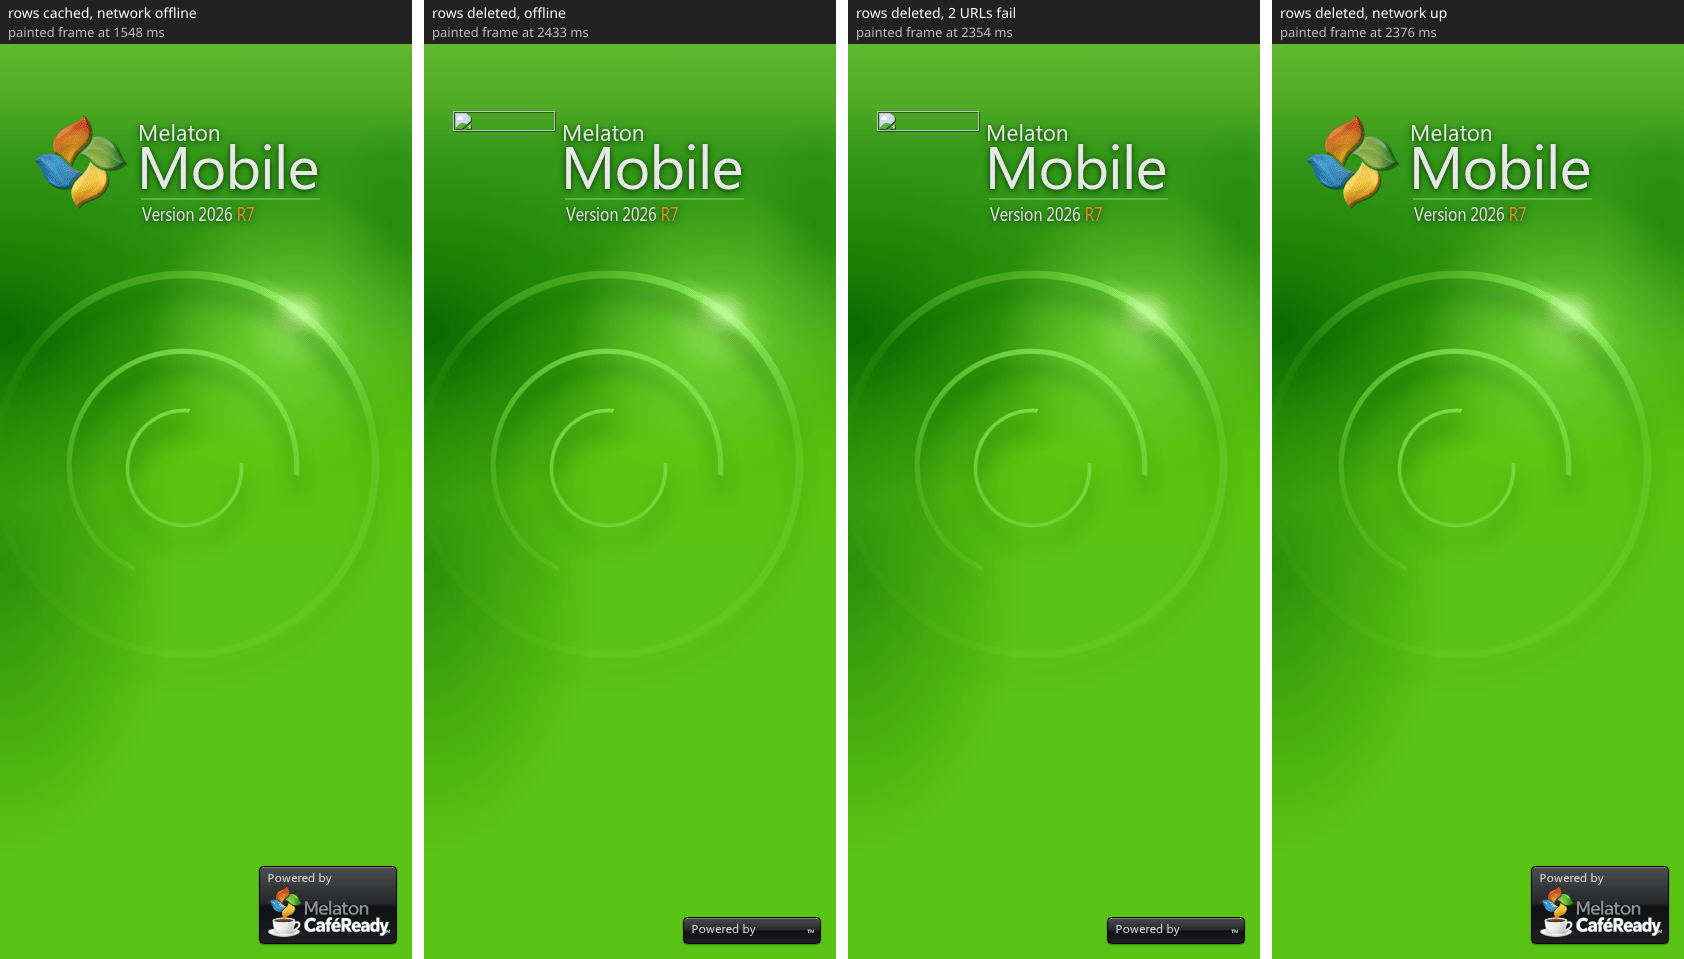 rows cached, network offline
painted frame at 1548 ms
Melaton
Mobile
Version 2026 R7
Powered by
Melaton
CaféReady
rows deleted, offline
painted frame at 2433 ms
Melaton
Mobile
Version 2026 R7
Powered by ™
rows deleted, 2 URLs fail
painted frame at 2354 ms
Melaton
Mobile
Version 2026 R7
Powered by ™
rows deleted, network up
painted frame at 2376 ms
Melaton
Mobile
Version 2026 R7
Powered by
Melaton
CaféReady